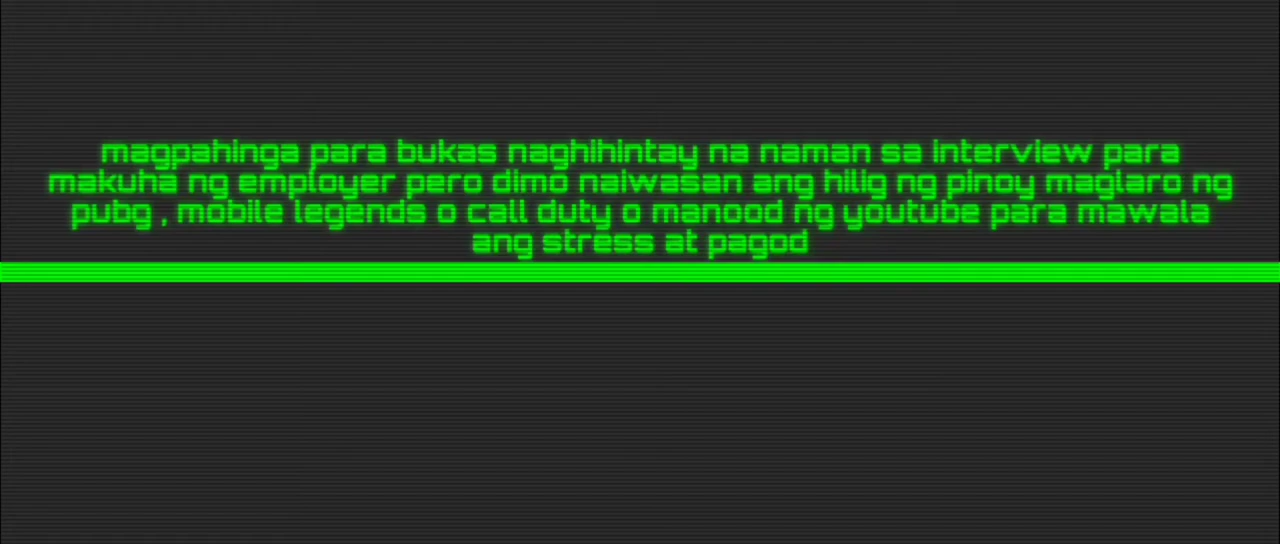 magpahinga para bukas naghihintay na naman sa interview para
makuha ng employer pero dimo naiwasan ang hilig ng pinoy maglaro ng
pubg , mobile legends o call duty o manood ng youtube para mawala
ang stress at pagod